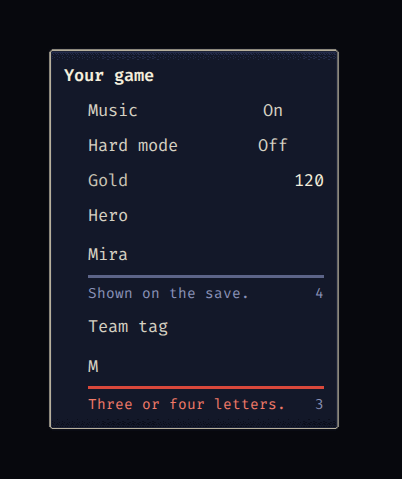 Your game
Music On
Hard mode Off
Gold 120
Hero
Mira
Shown on the save. 4
Team tag
M
Three or four letters. 3